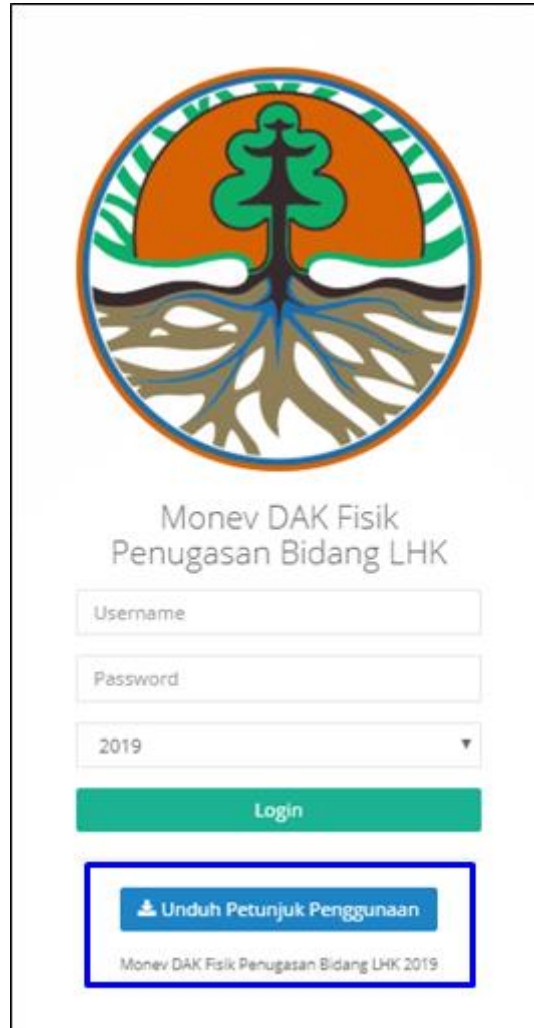 Monev DAK Fisik
Penugasan Bidang LHK
Username
Password
2019
Login
Unduh Petunjuk Penggunaan
Monev DAK Fisik Penugasan Bidang LHK 2019